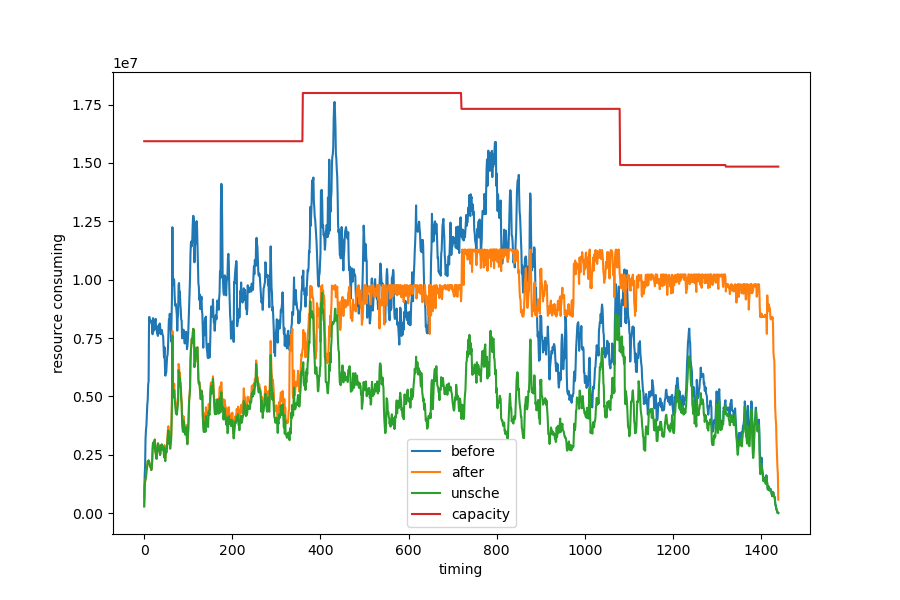 1e7
1.75
1.50
1.25
1.00
0.75
0.50
0.25
0.00
resource consuming
before
after
unsche
capacity
0 200 400 600 800 1000 1200 1400
timing